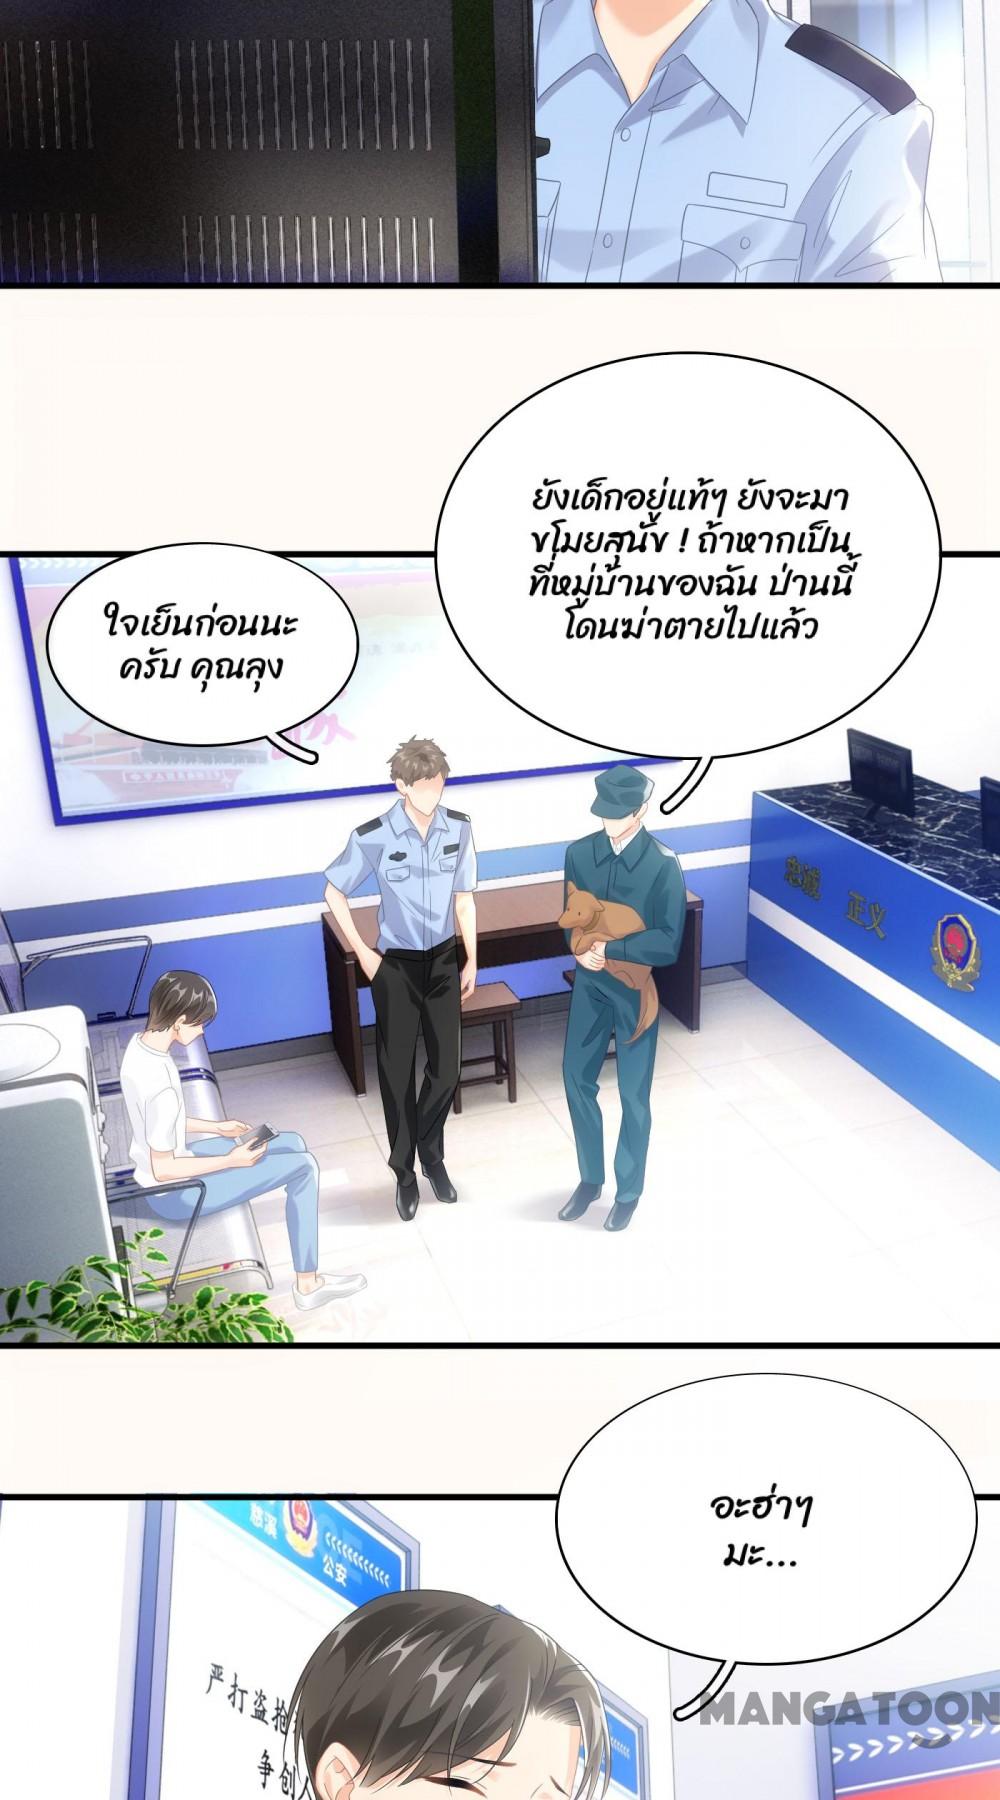 ยังเด็กอยู่แท้ๆ ยังจะมา
ขโมยสุนัข ! ถ้าหากเป็น
ที่หมู่บ้านของฉัน ป่านนี้
โดนฆ่าตายไปแล้ว
ใจเย็นก่อนนะ
ครับ คุณลุง
忠诚 正义
อะฮ่าๆ
มะ...
慈溪 公安
严打盗抢
争创
MANGATOON